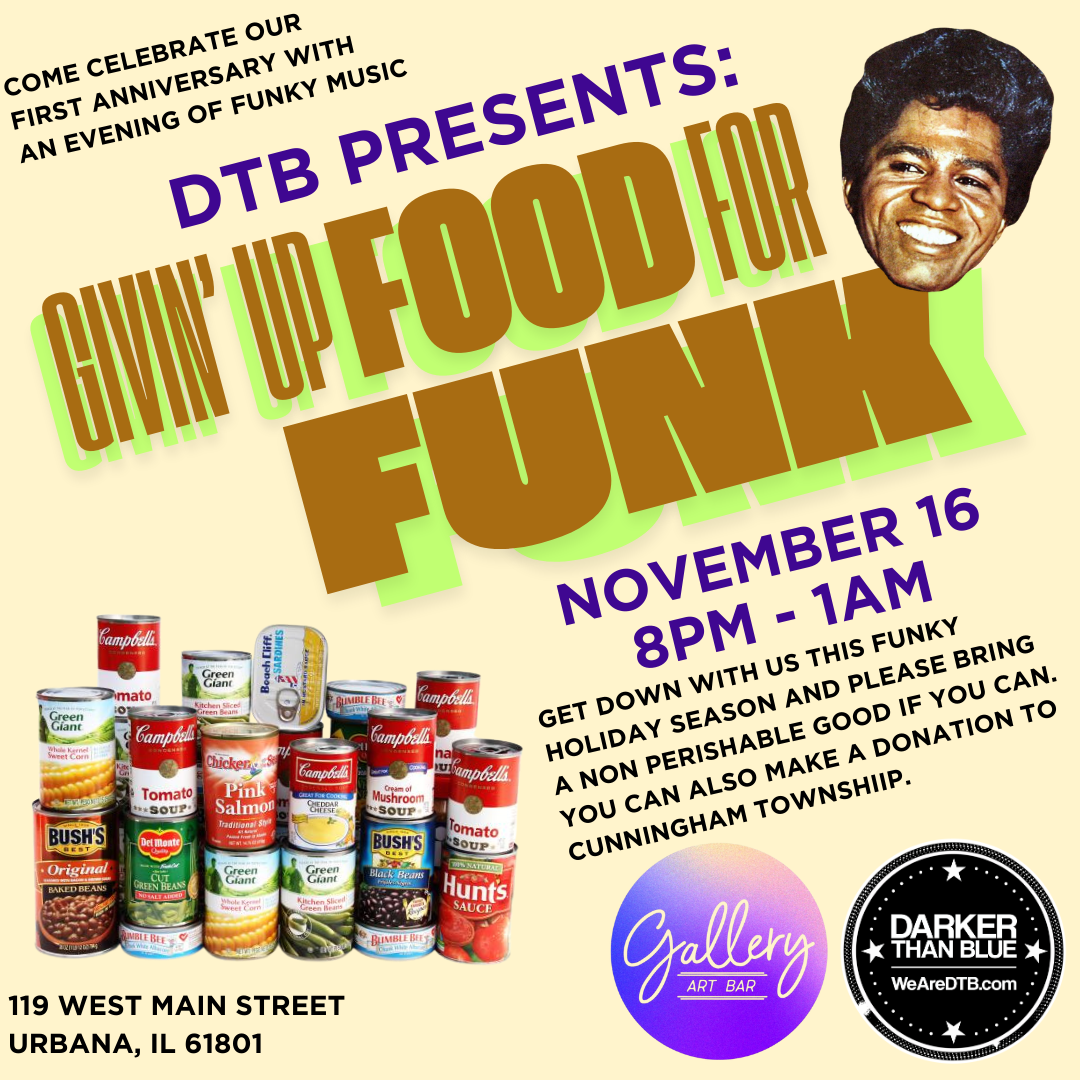 COME CELEBRATE OUR
FIRST ANNIVERSARY WITH
AN EVENING OF FUNKY MUSIC
DTB PRESENTS:
GIVIN' UP FOOD FOR
FUNK
NOVEMBER 16
8PM - 1AM
GET DOWN WITH US THIS FUNKY
HOLIDAY SEASON AND PLEASE BRING
A NON PERISHABLE GOOD IF YOU CAN.
YOU CAN ALSO MAKE A DONATION TO
CUNNINGHAM TOWNSHIIP.
Campbell's
Green
Giant
Kitchen Sliced
Green Beans
Beach Cliff
SARDINES
BUMBLE BEE
Campbell's
Green
Giant
Whole Kernel
Sweet Corn
Campbell's
CONDENSED
Tomato
SOUP
Chicken
Pink
Salmon
Traditional Style
Campbell's
GREAT FOR COOKING
CHEDDAR
CHEESE
Campbell's
Cream of
Mushroom
SOUP
Campbell's
Tomato
SOUP
BUSH'S
BEST
Original
BAKED BEANS
Del Monte
Quality
CUT
GREEN BEANS
NO SALT ADDED
BUMBLE BEE
Green
Giant
Whole Kernel
Sweet Corn
Green
Giant
Kitchen Sliced
Green Beans
BUSH'S
BEST
Black Beans
BUMBLE BEE
100% NATURAL
Hunt's
SAUCE
119 WEST MAIN STREET
URBANA, IL 61801
Gallery
ART BAR
DARKER
THAN BLUE
WeAreDTB.com